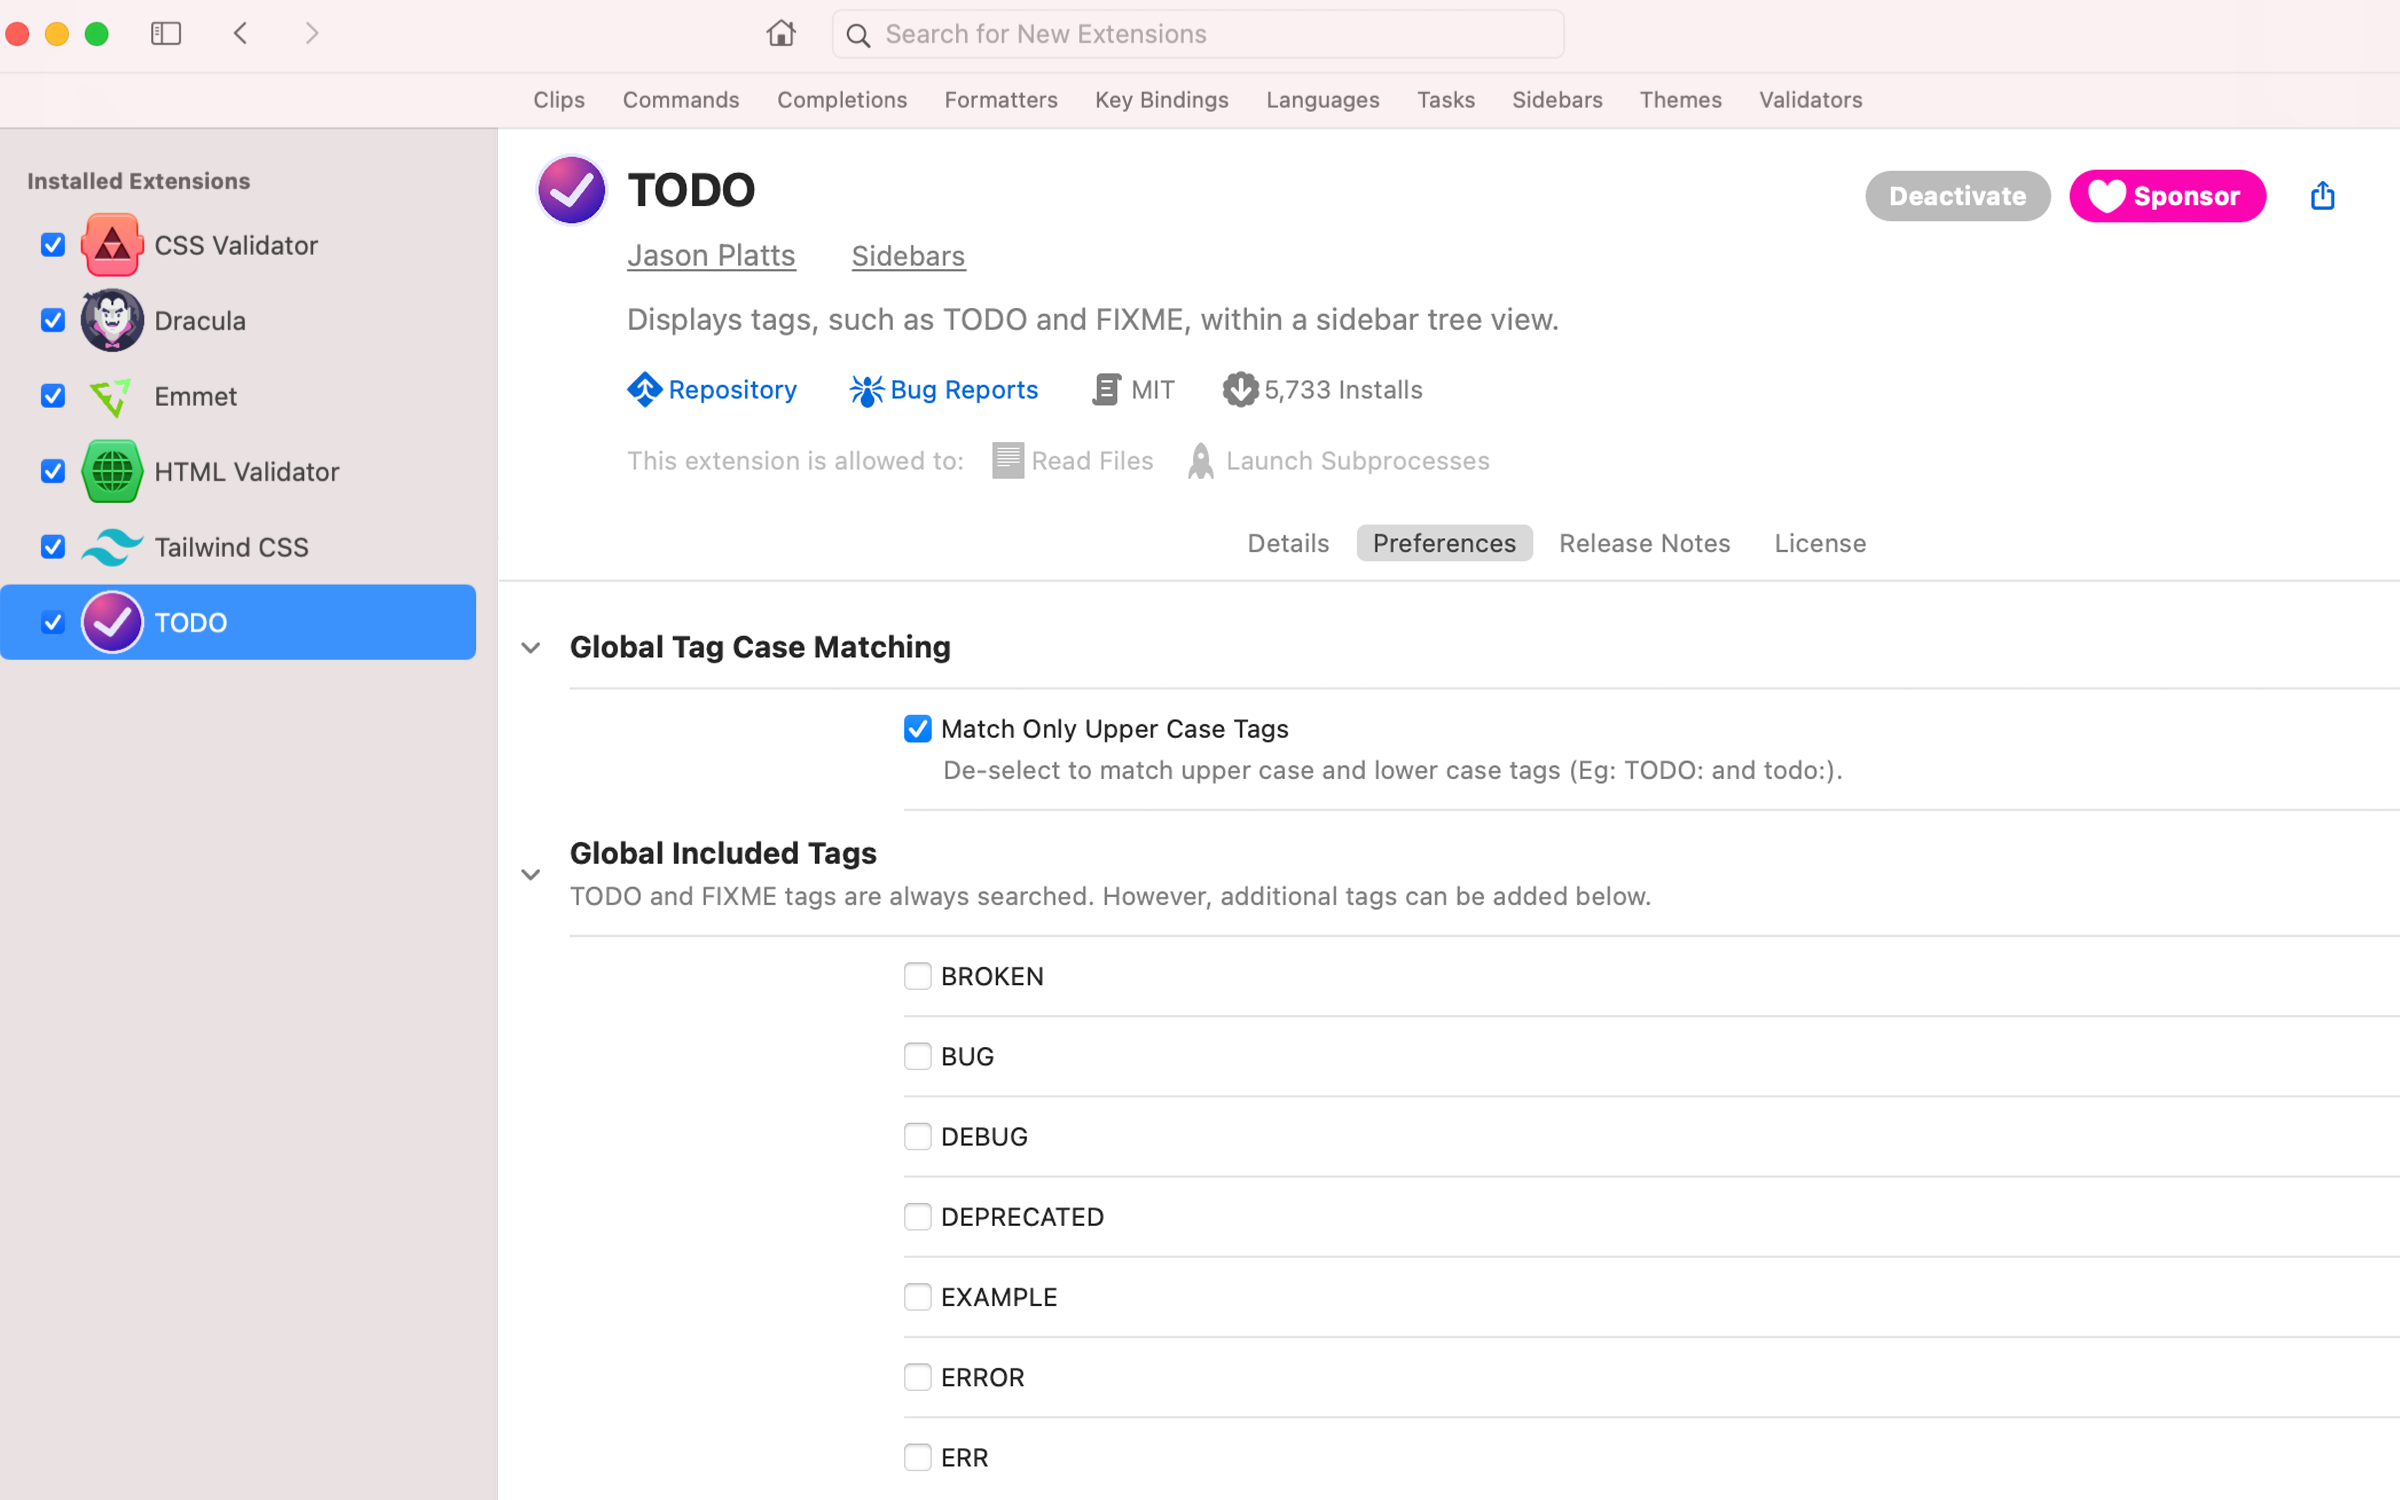 Search for New Extensions
Clips Commands Completions Formatters Key Bindings Languages Tasks Sidebars Themes Validators
Installed Extensions
CSS Validator
Dracula
Emmet
HTML Validator
Tailwind CSS
TODO
TODO
Deactivate Sponsor
Jason Platts Sidebars
Displays tags, such as TODO and FIXME, within a sidebar tree view.
Repository Bug Reports MIT 5,733 Installs
This extension is allowed to: Read Files Launch Subprocesses
Details Preferences Release Notes License
Global Tag Case Matching
Match Only Upper Case Tags
De-select to match upper case and lower case tags (Eg: TODO: and todo:).
Global Included Tags
TODO and FIXME tags are always searched. However, additional tags can be added below.
BROKEN
BUG
DEBUG
DEPRECATED
EXAMPLE
ERROR
ERR